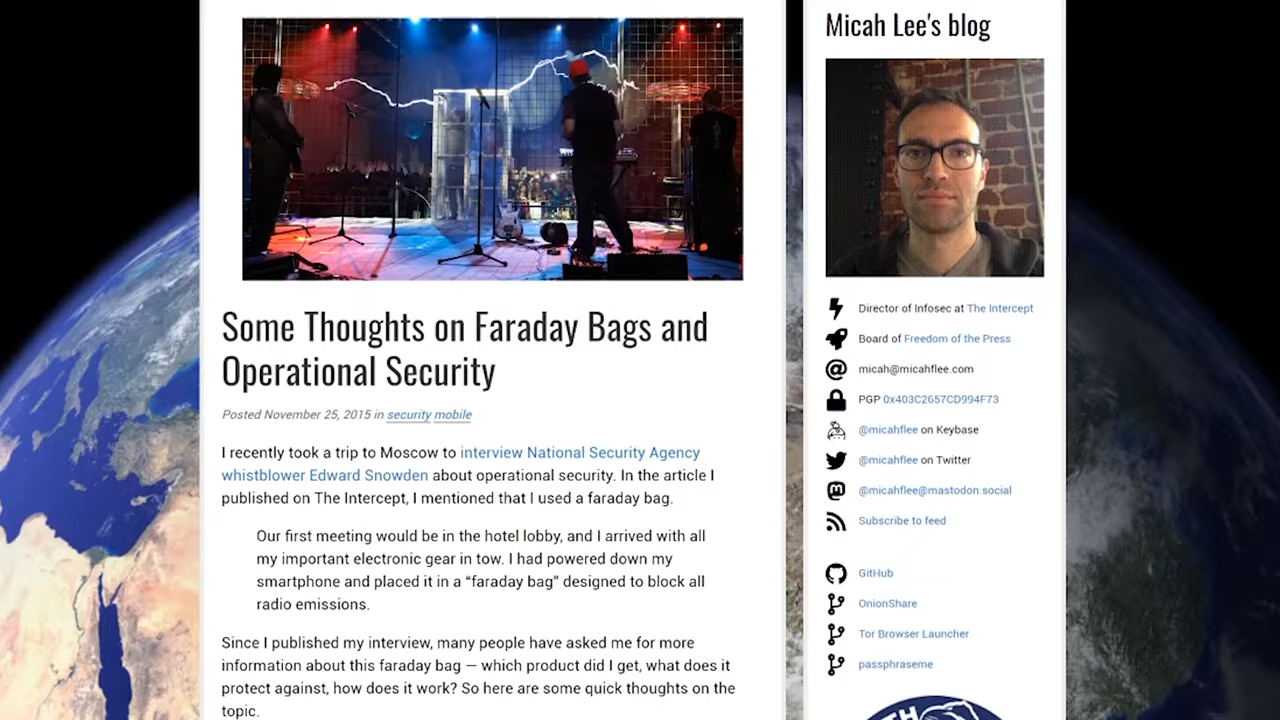 Some Thoughts on Faraday Bags and
Operational Security
Posted November 25, 2015 in security mobile
I recently took a trip to Moscow to interview National Security Agency
whistblower Edward Snowden about operational security. In the article I
published on The Intercept, I mentioned that I used a faraday bag.
Our first meeting would be in the hotel lobby, and I arrived with all
my important electronic gear in tow. I had powered down my
smartphone and placed it in a “faraday bag” designed to block all
radio emissions.
Since I published my interview, many people have asked me for more
information about this faraday bag — which product did I get, what does it
protect against, how does it work? So here are some quick thoughts on the
topic.
Micah Lee's blog
Director of Infosec at The Intercept
Board of Freedom of the Press
micah@micahflee.com
PGP 0x403C2657CD994F73
@micahflee on Keybase
@micahflee on Twitter
@micahflee@mastodon.social
Subscribe to feed
GitHub
OnionShare
Tor Browser Launcher
passphraseme